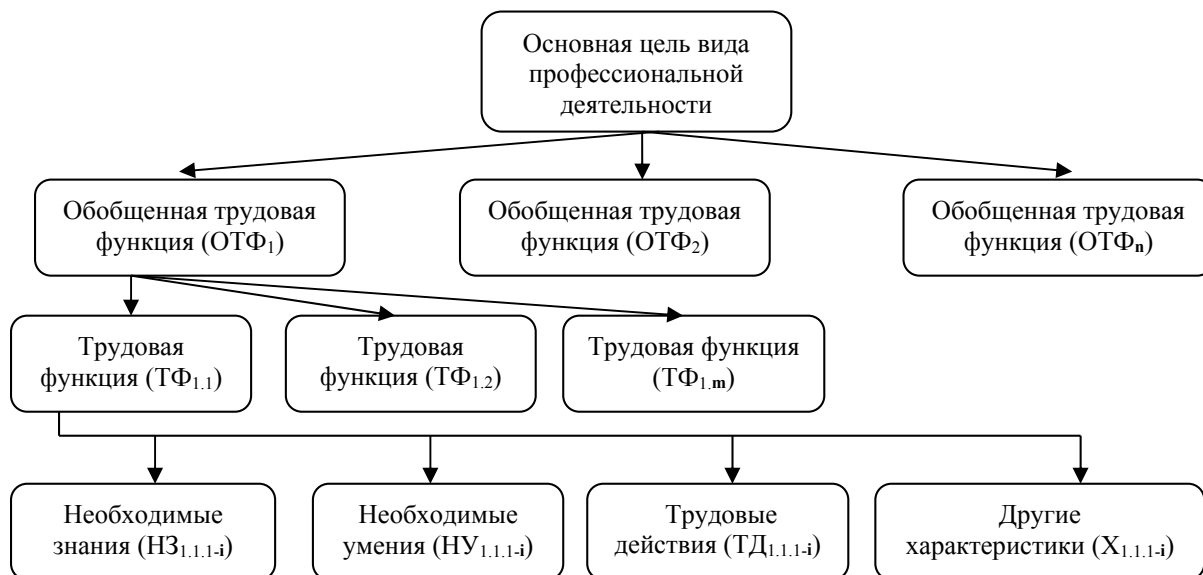 Основная цель вида
профессиональной
деятельности
Обобщенная трудовая
функция (ОТФ₁)
Обобщенная трудовая
функция (ОТФ₂)
Обобщенная трудовая
функция (ОТФₙ)
Трудовая
функция (ТФ₁.₁)
Трудовая
функция (ТФ₁.₂)
Трудовая функция
(ТФ₁.ₘ)
Необходимые
знания (НЗ₁.₁.₁₋ᵢ)
Необходимые
умения (НУ₁.₁.₁₋ᵢ)
Трудовые
действия (ТД₁.₁.₁₋ᵢ)
Другие
характеристики (Х₁.₁.₁₋ᵢ)